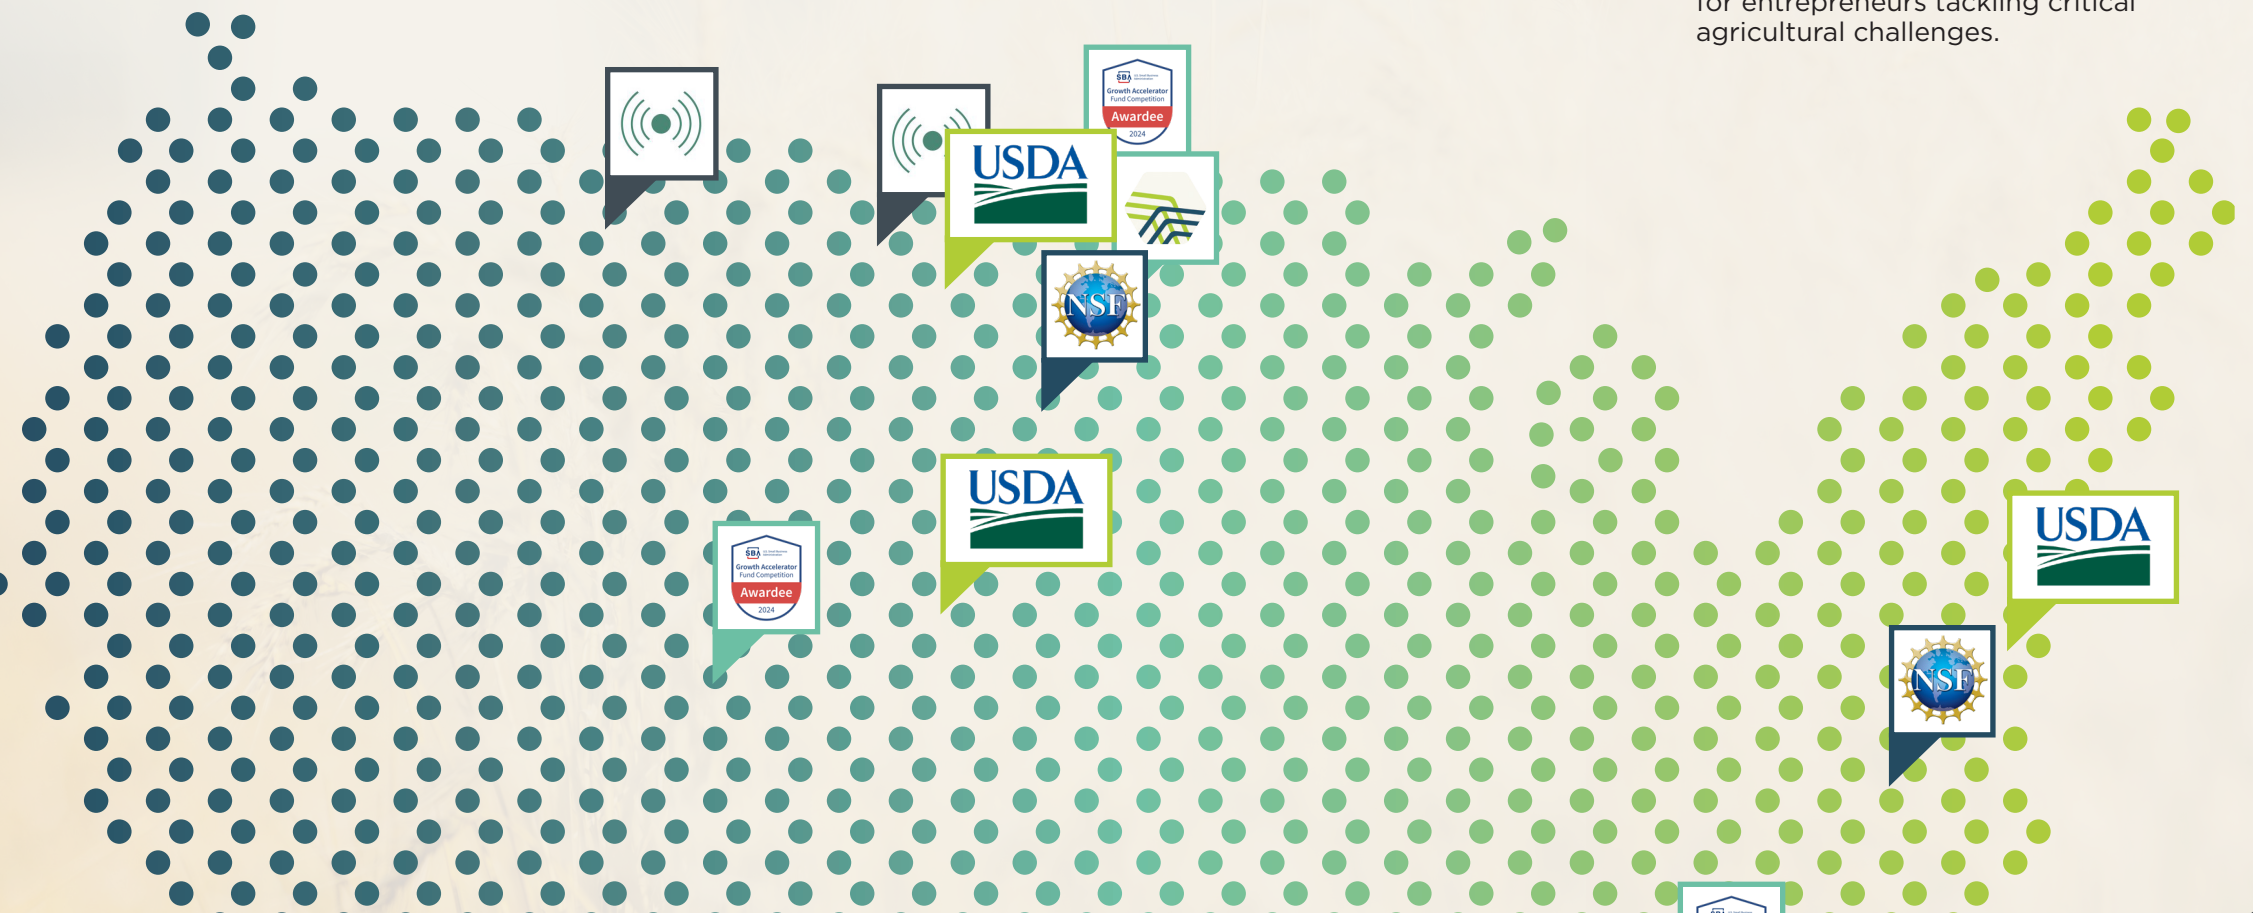 for entrepreneurs tackling critical
agricultural challenges.
SBA
Growth Accelerator
Fund Competition
Awardee
2024
USDA
NSF
USDA
SBA
Growth Accelerator
Fund Competition
Awardee
2024
USDA
NSF
SBA